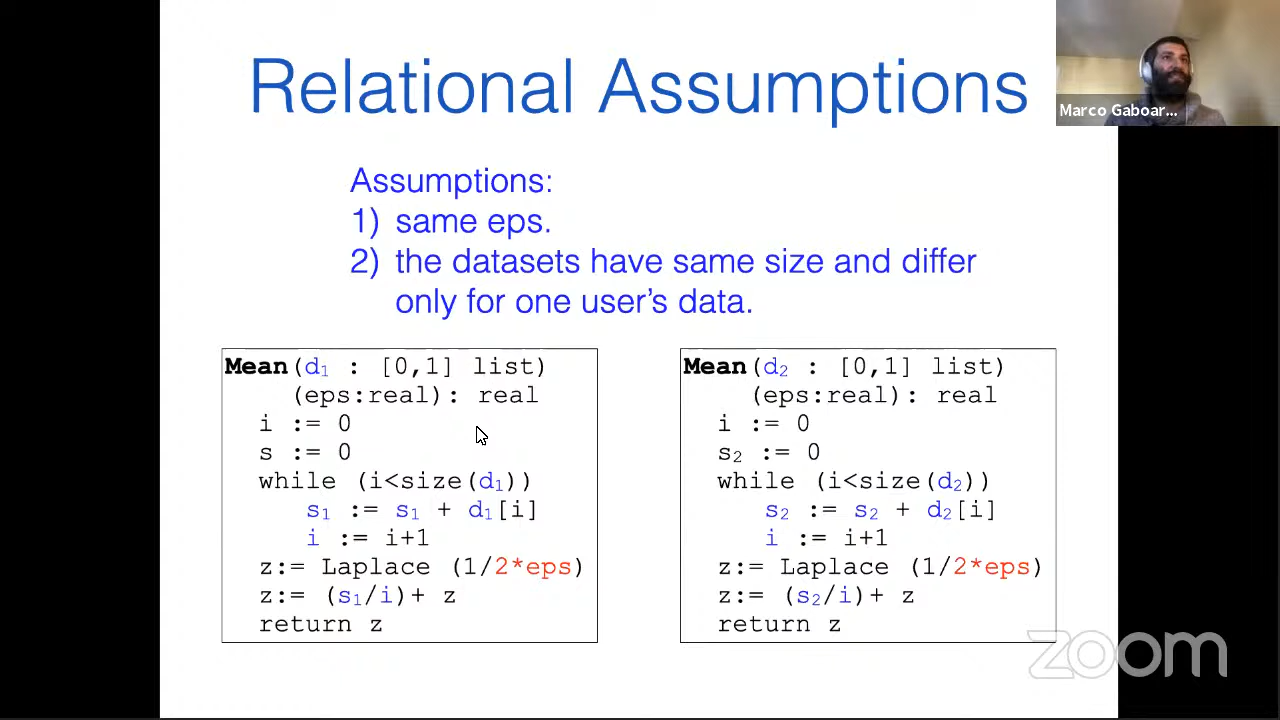 Relational Assumptions
Marco Gaboar...
Assumptions:
1) same eps.
2) the datasets have same size and differ
only for one user's data.
Mean(d₁ : [0,1] list)
(eps:real): real
i := 0
s := 0
while (i<size(d₁))
s₁ := s₁ + d₁[i]
i := i+1
z:= Laplace (1/2*eps)
z:= (s₁/i)+ z
return z
Mean(d₂ : [0,1] list)
(eps:real): real
i := 0
s₂ := 0
while (i<size(d₂))
s₂ := s₂ + d₂[i]
i := i+1
z:= Laplace (1/2*eps)
z:= (s₂/i)+ z
return z
zoom